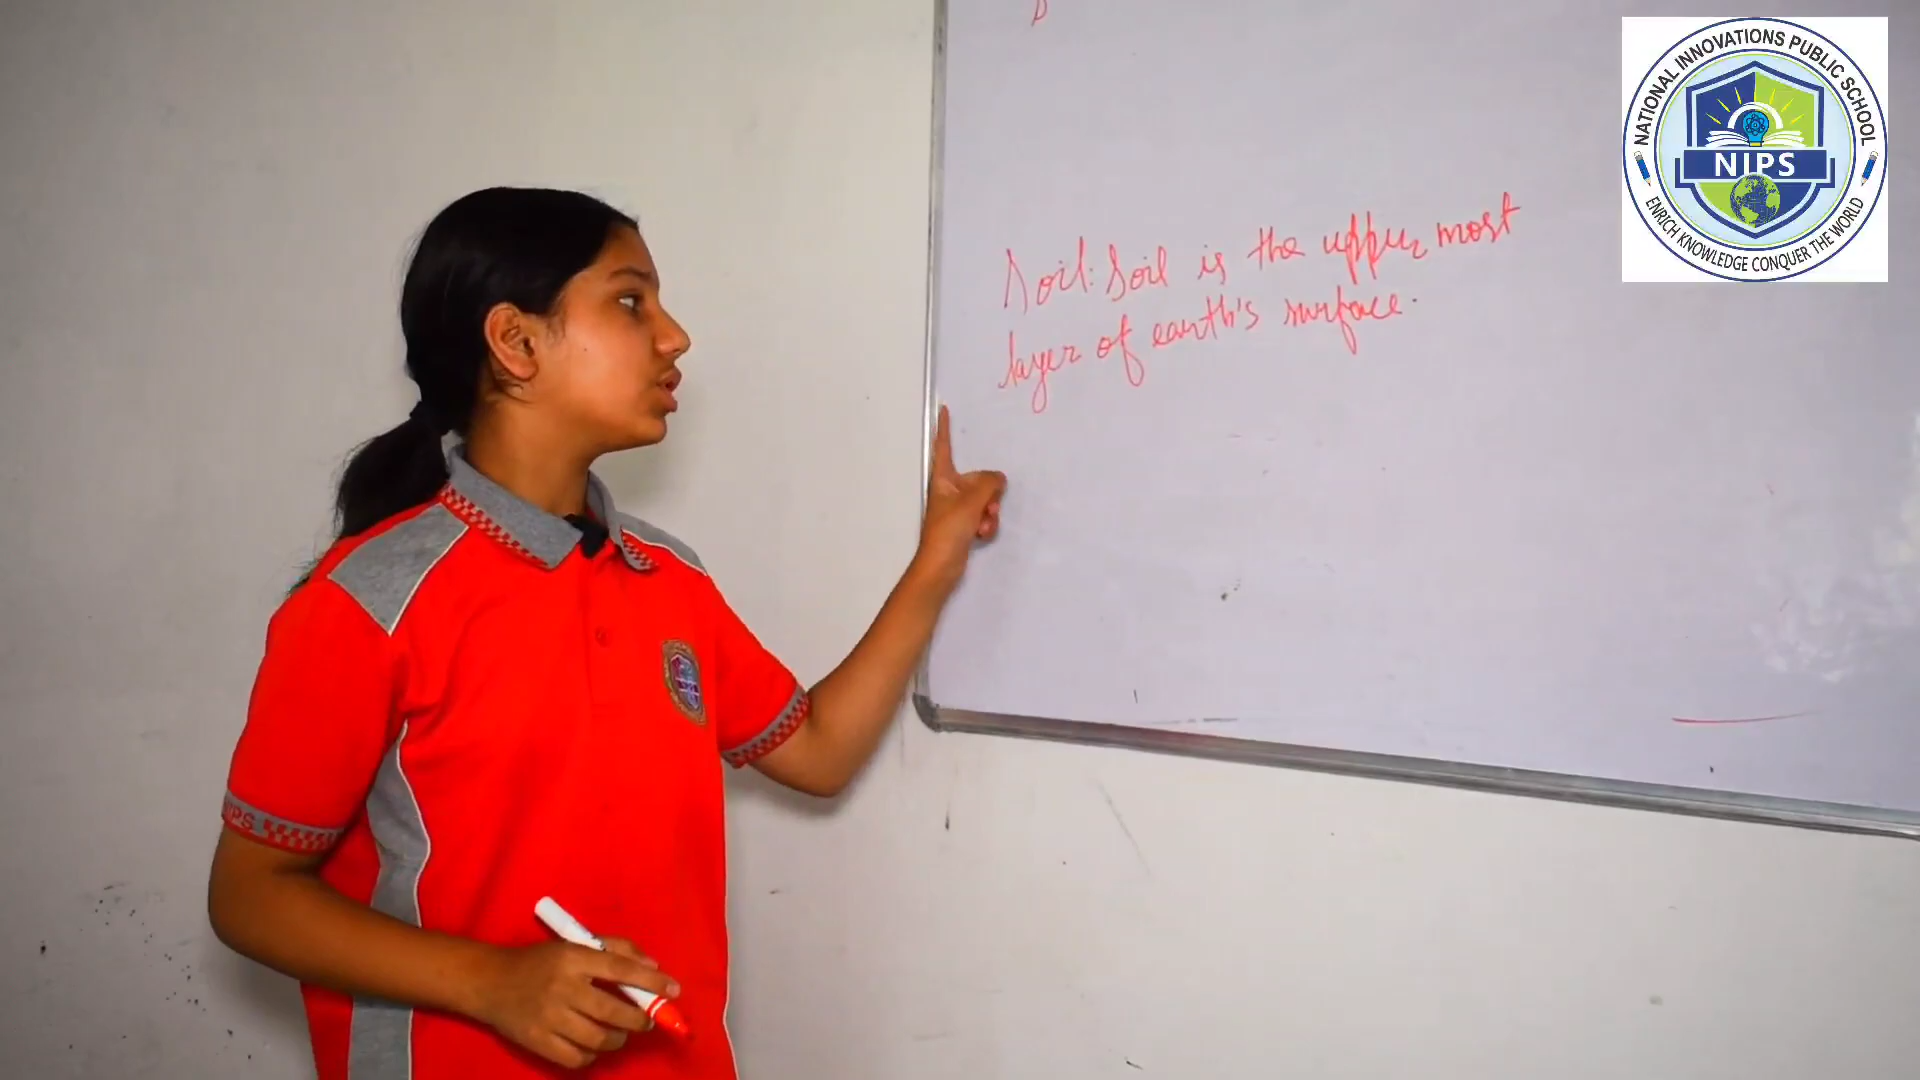 NATIONAL INNOVATIONS PUBLIC SCHOOL
NIPS
ENRICH KNOWLEDGE CONQUER THE WORLD
Soil: Soil is the upper most
layer of earth's surface.
NIPS